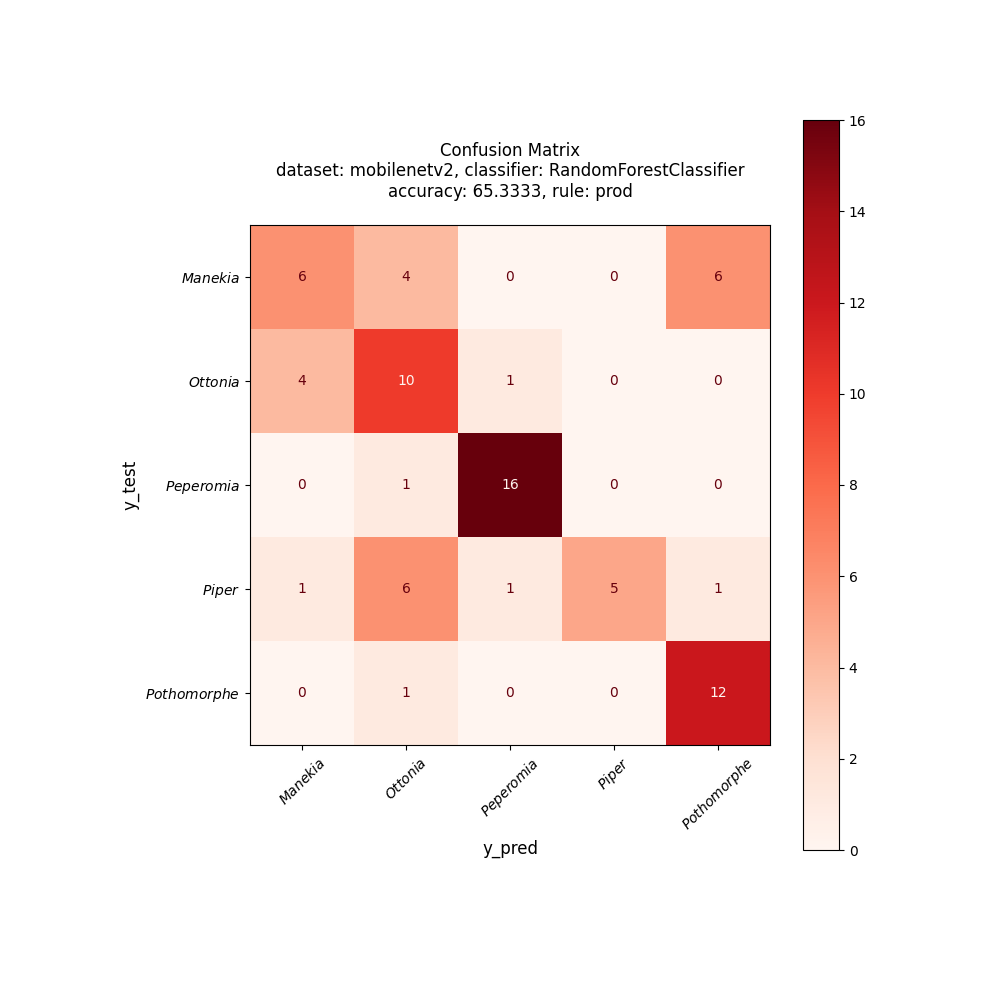 Confusion Matrix
dataset: mobilenetv2, classifier: RandomForestClassifier
accuracy: 65.3333, rule: prod
y_test
Manekia 6 4 0 0 6
Ottonia 4 10 1 0 0
Peperomia 0 1 16 0 0
Piper 1 6 1 5 1
Pothomorphe 0 1 0 0 12
Manekia Ottonia Peperomia Piper Pothomorphe
y_pred
16
14
12
10
8
6
4
2
0